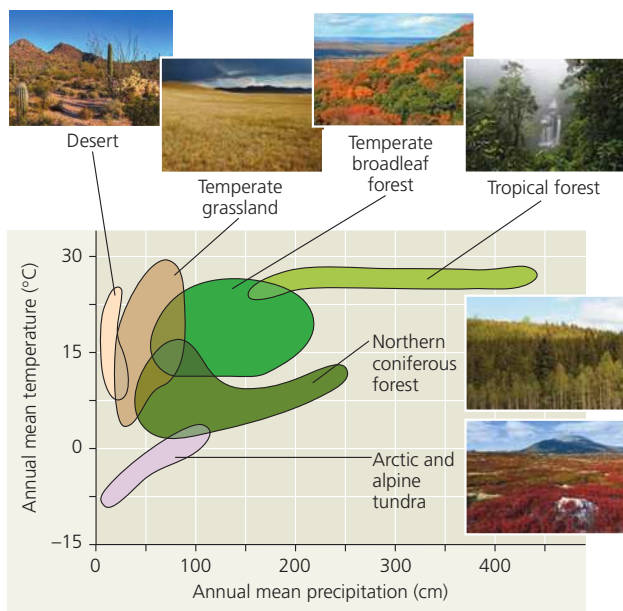 Desert
Temperate
grassland
Temperate
broadleaf
forest
Tropical forest
30
15
0
–15
Annual mean temperature (°C)
Northern
coniferous
forest
Arctic and
alpine
tundra
0
100
200
300
400
Annual mean precipitation (cm)